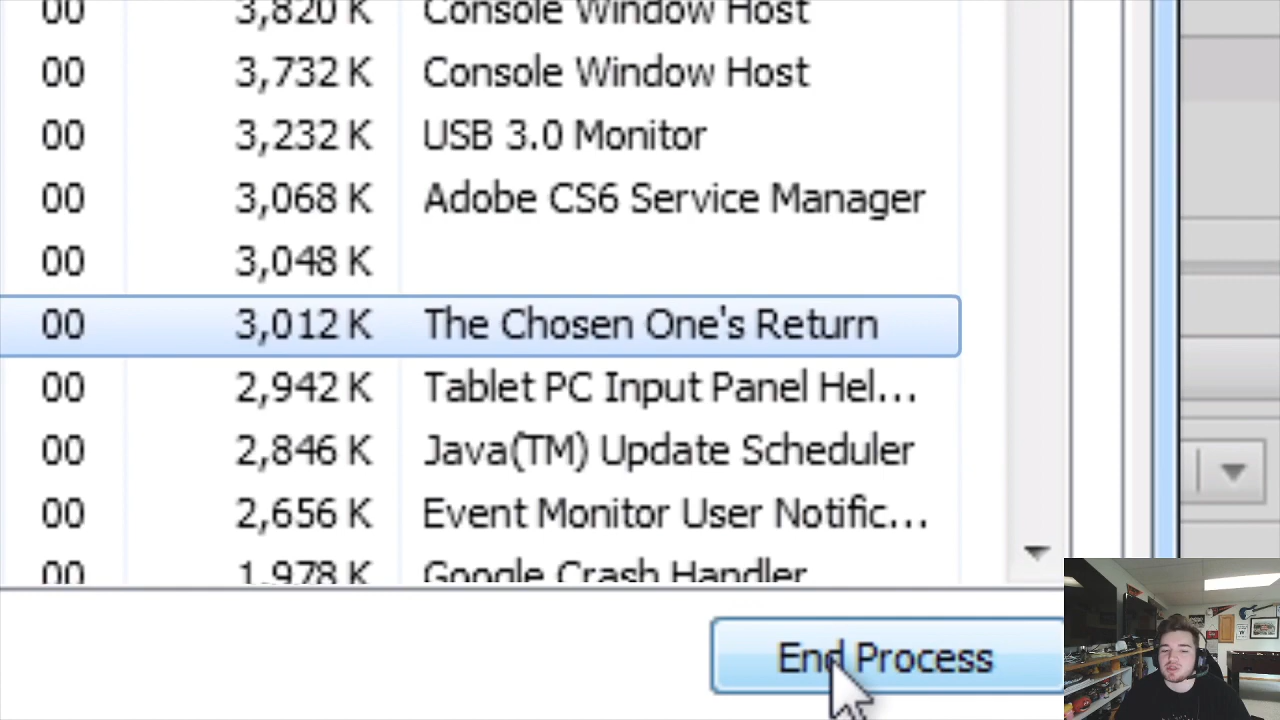 00 3,820 K Console Window Host
00 3,732 K Console Window Host
00 3,232 K USB 3.0 Monitor
00 3,068 K Adobe CS6 Service Manager
00 3,048 K
00 3,012 K The Chosen One's Return
00 2,942 K Tablet PC Input Panel Hel...
00 2,846 K Java(TM) Update Scheduler
00 2,656 K Event Monitor User Notific...
00 1,978 K Google Crash Handler
End Process